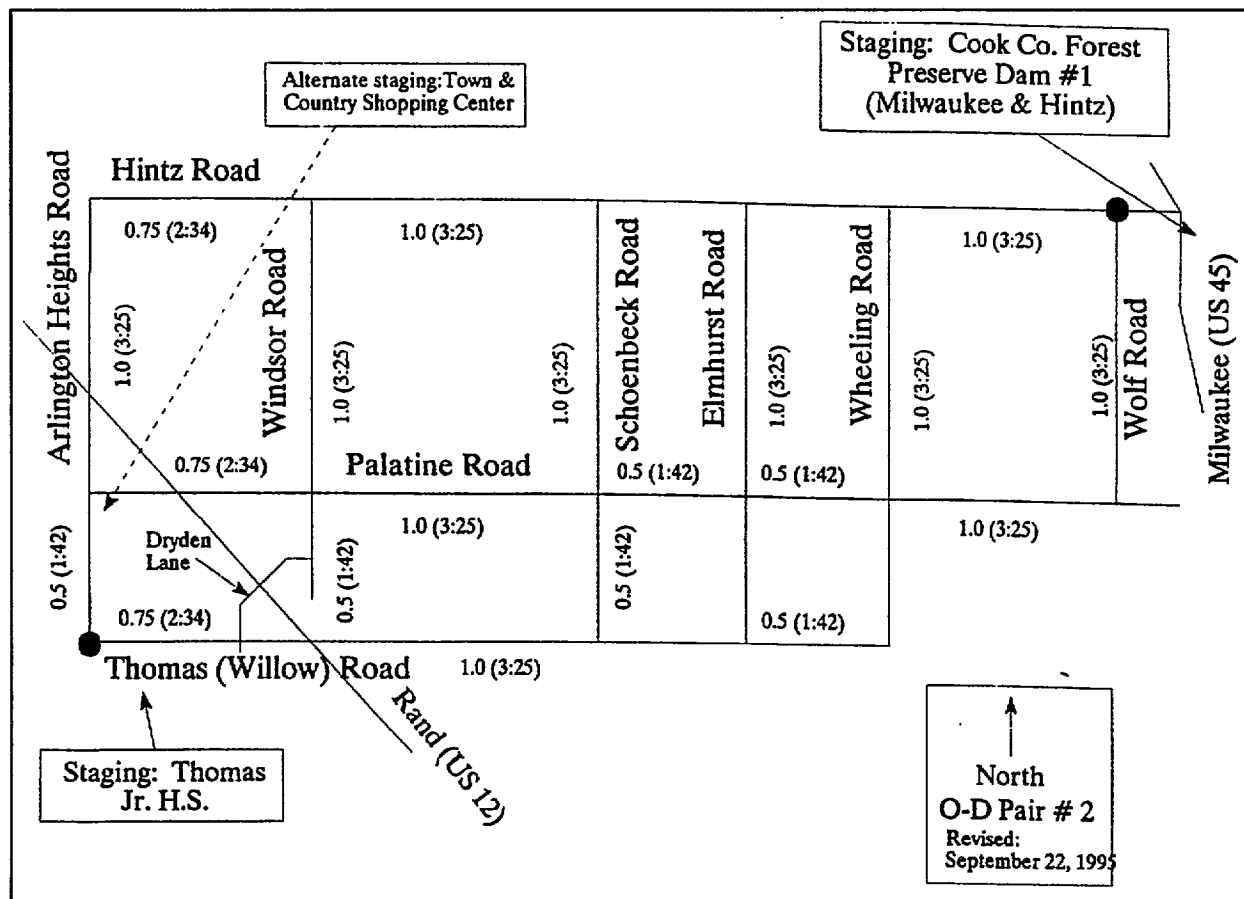 Staging: Cook Co. Forest
Preserve Dam #1
(Milwaukee & Hintz)
Alternate staging:Town &
Country Shopping Center
Hintz Road
Arlington Heights Road
0.75 (2:34)
1.0 (3:25)
1.0 (3:25)
1.0 (3:25)
Windsor Road
1.0 (3:25)
1.0 (3:25)
Schoenbeck Road
Elmhurst Road
1.0 (3:25)
Wheeling Road
1.0 (3:25)
1.0 (3:25)
Wolf Road
Milwaukee (US 45)
0.75 (2:34)
Palatine Road
0.5 (1:42)
0.5 (1:42)
0.5 (1:42)
Dryden
Lane
0.5 (1:42)
1.0 (3:25)
0.5 (1:42)
1.0 (3:25)
0.75 (2:34)
0.5 (1:42)
Thomas (Willow) Road
1.0 (3:25)
Rand (US 12)
Staging: Thomas
Jr. H.S.
North
O-D Pair # 2
Revised:
September 22, 1995